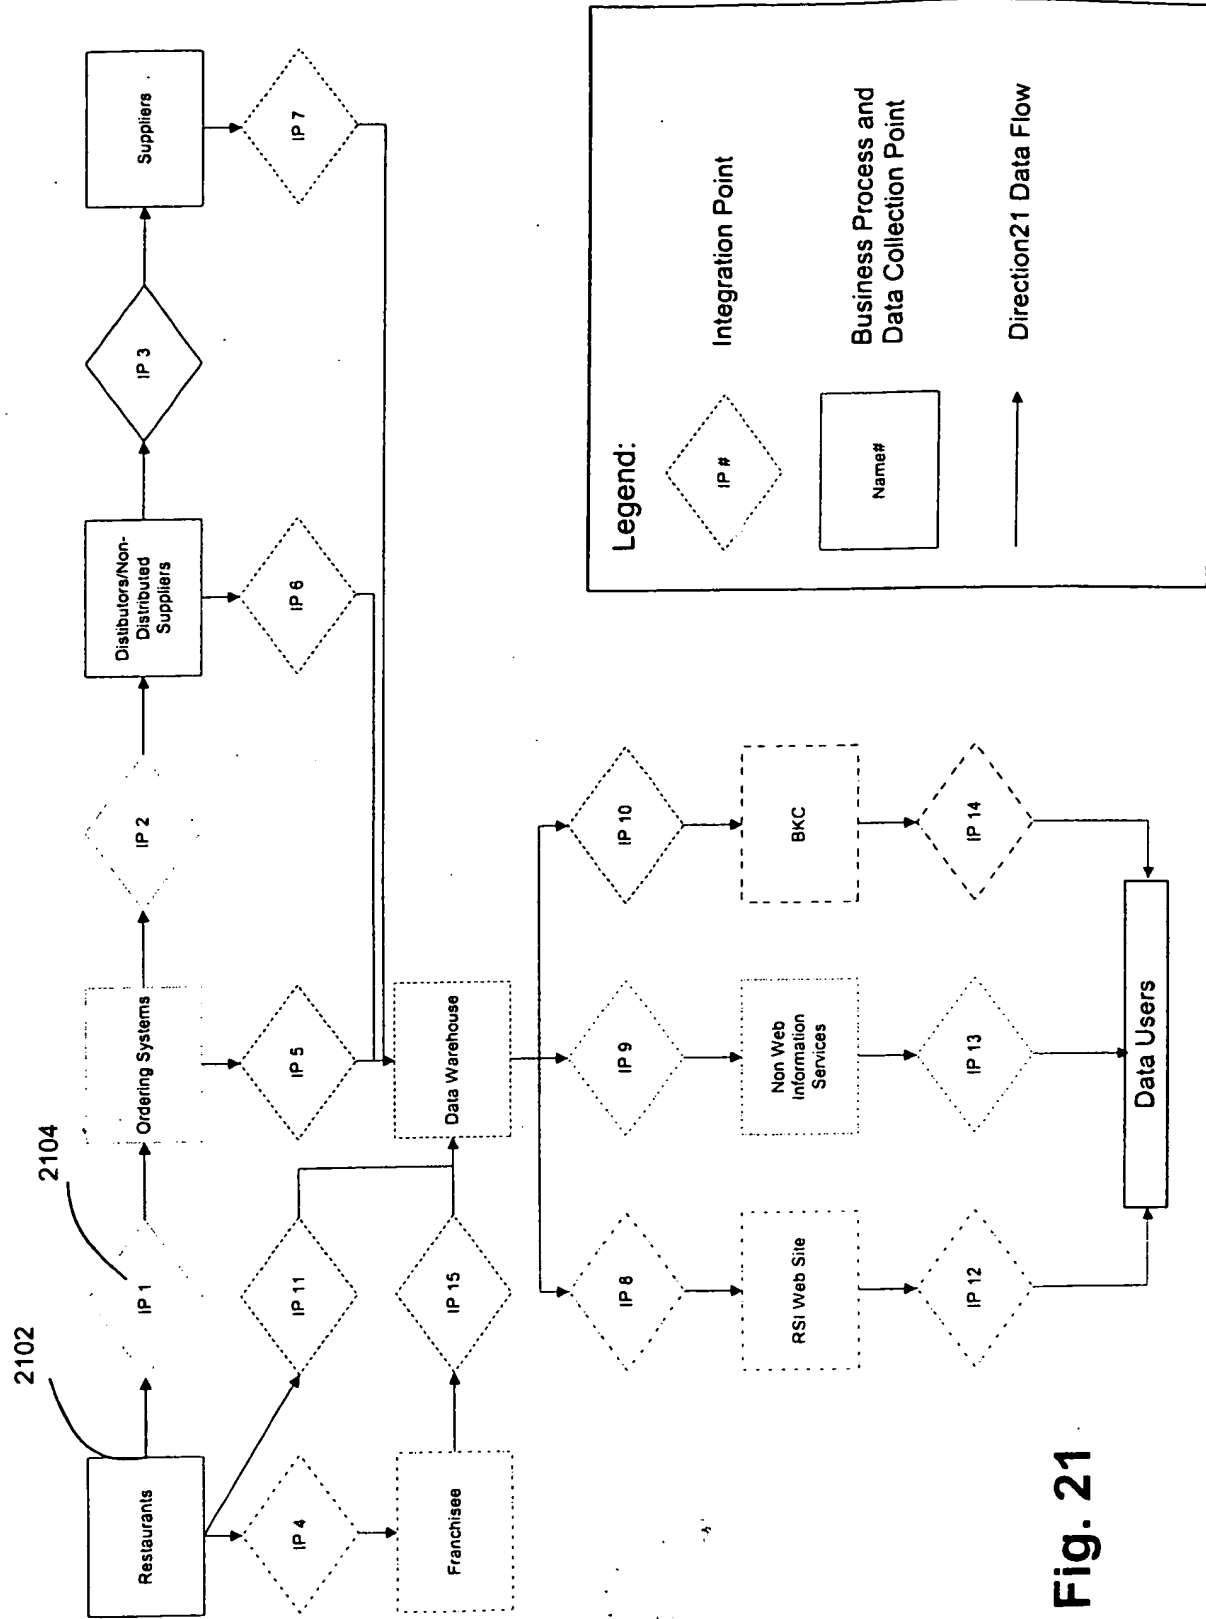 2102
2104
Restaurants
IP 1
Ordering Systems
IP 2
Distibutors/Non-
Distributed
Suppliers
IP 3
Suppliers
IP 4
IP 11
IP 5
IP 6
IP 7
Franchisee
IP 15
Data Warehouse
IP 8
IP 9
IP 10
RSI Web Site
Non Web
Information
Services
BKC
IP 12
IP 13
IP 14
Data Users
Legend:
IP #
Integration Point
Name#
Business Process and
Data Collection Point
Direction21 Data Flow
Fig. 21